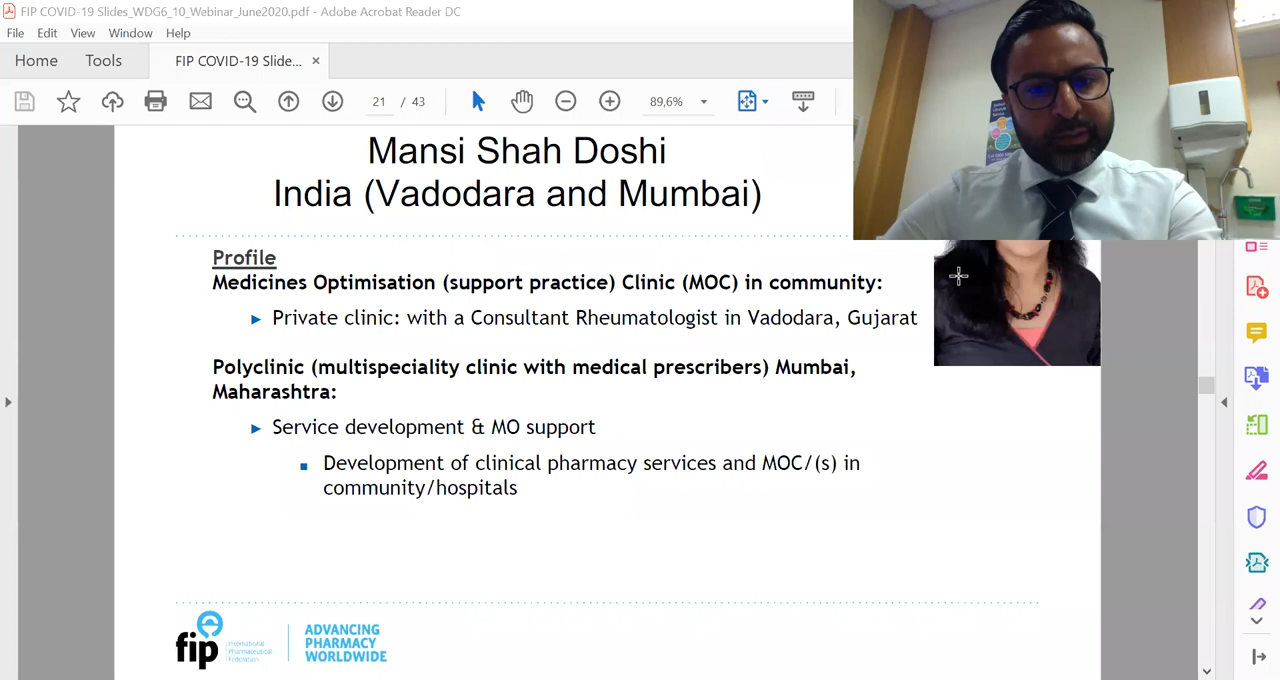 FIP COVID-19 Slides_WDG6_10_Webinar_June2020.pdf - Adobe Acrobat Reader DC
File Edit View Window Help
Home Tools FIP COVID-19 Slide... ×
21 / 43 89,6%
Mansi Shah Doshi
India (Vadodara and Mumbai)
Profile
Medicines Optimisation (support practice) Clinic (MOC) in community:
► Private clinic: with a Consultant Rheumatologist in Vadodara, Gujarat
Polyclinic (multispeciality clinic with medical prescribers) Mumbai,
Maharashtra:
► Service development & MO support
▪ Development of clinical pharmacy services and MOC/(s) in
community/hospitals
fip
International
Pharmaceutical
Federation
ADVANCING
PHARMACY
WORLDWIDE